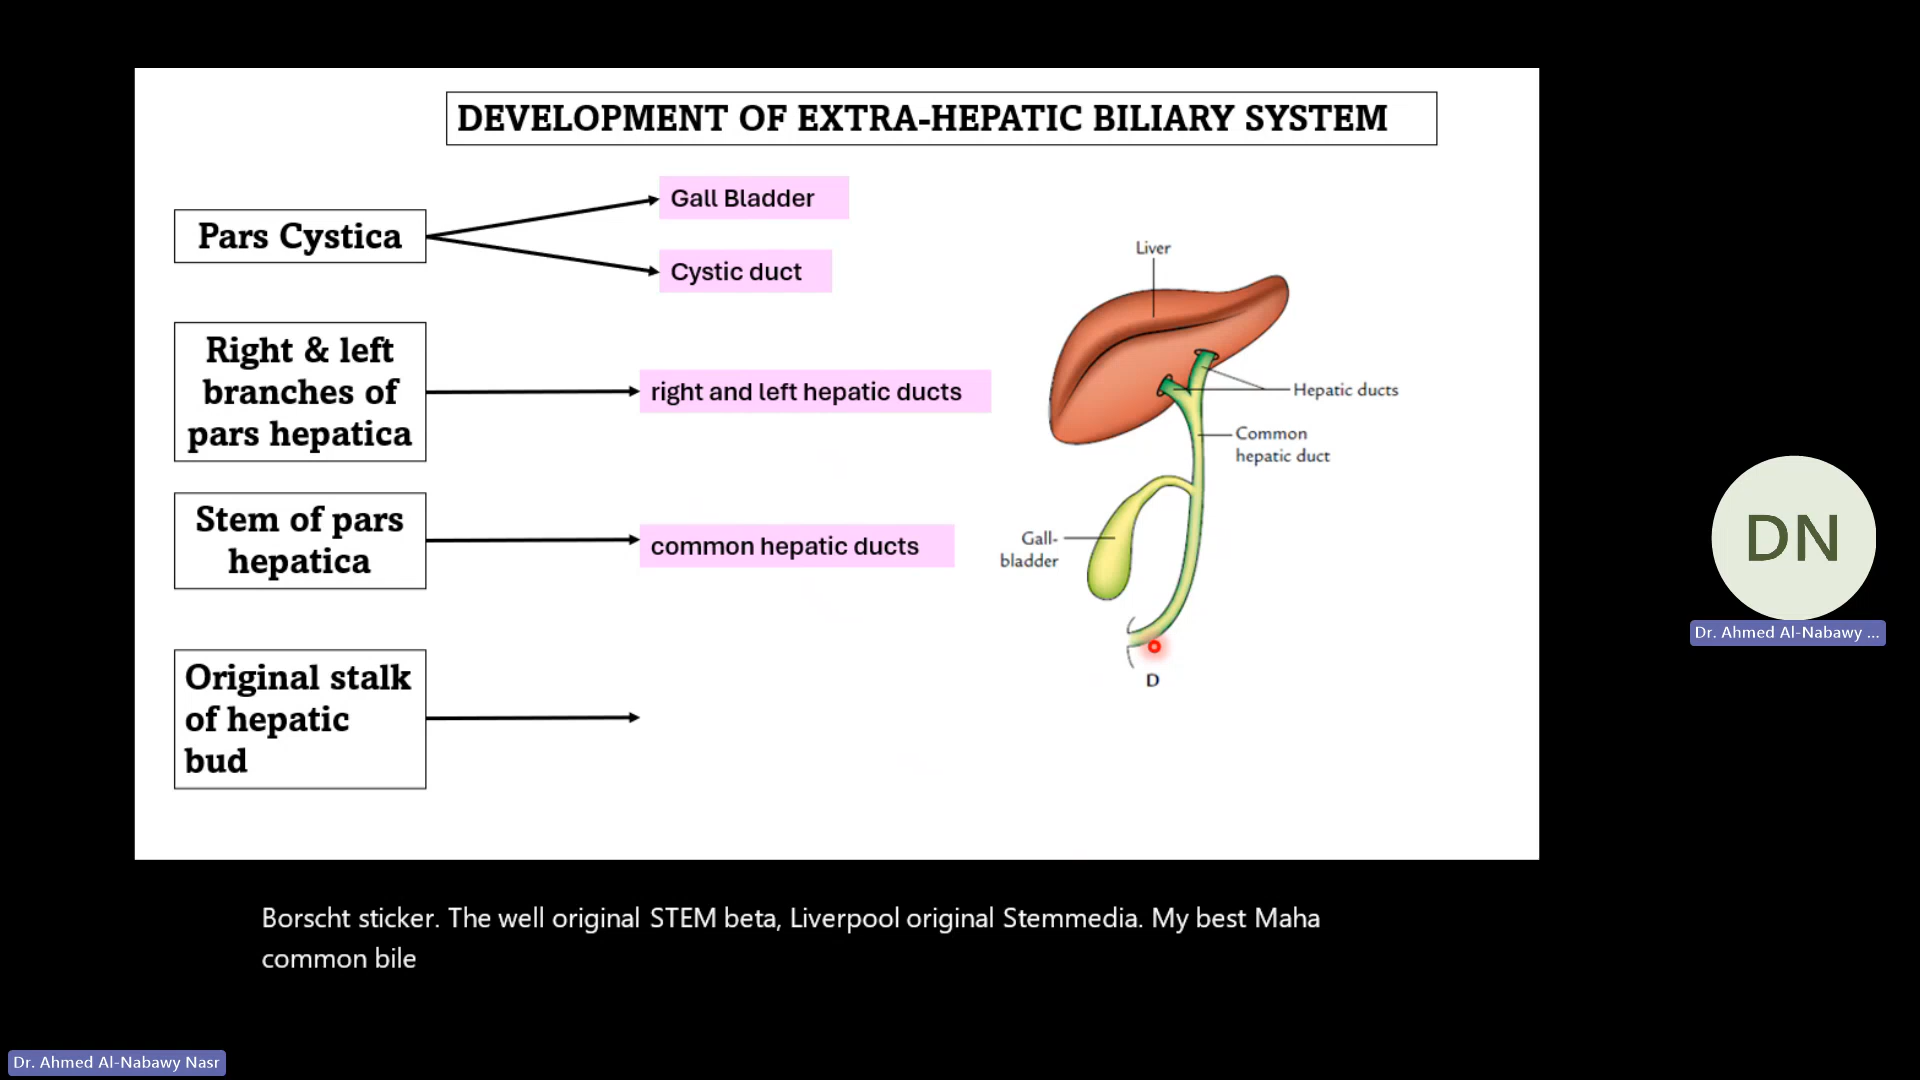 DEVELOPMENT OF EXTRA-HEPATIC BILIARY SYSTEM
Pars Cystica
Gall Bladder
Cystic duct
Right & left
branches of
pars hepatica
right and left hepatic ducts
Stem of pars
hepatica
common hepatic ducts
Original stalk
of hepatic
bud
Liver
Hepatic ducts
Common
hepatic duct
Gall-
bladder
D
DN
Dr. Ahmed Al-Nabawy ...
Borscht sticker. The well original STEM beta, Liverpool original Stemmedia. My best Maha
common bile
Dr. Ahmed Al-Nabawy Nasr